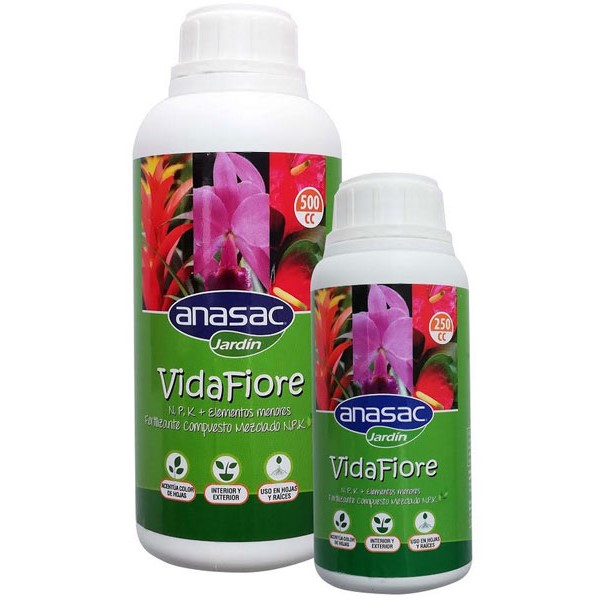 500
CC
anasac
Jardín
VidaFiore
N, P, K + Elementos menores
Fertilizante Compuesto Mezclado N.P.K.
ACENTÚA COLOR
DE HOJAS
INTERIOR Y
EXTERIOR
USO EN HOJAS
Y RAÍCES
250
CC
anasac
Jardín
VidaFiore
N, P, K + Elementos menores
Fertilizante Compuesto Mezclado N.P.K.
ACENTÚA COLOR
DE HOJAS
INTERIOR Y
EXTERIOR
USO EN HOJAS
Y RAÍCES